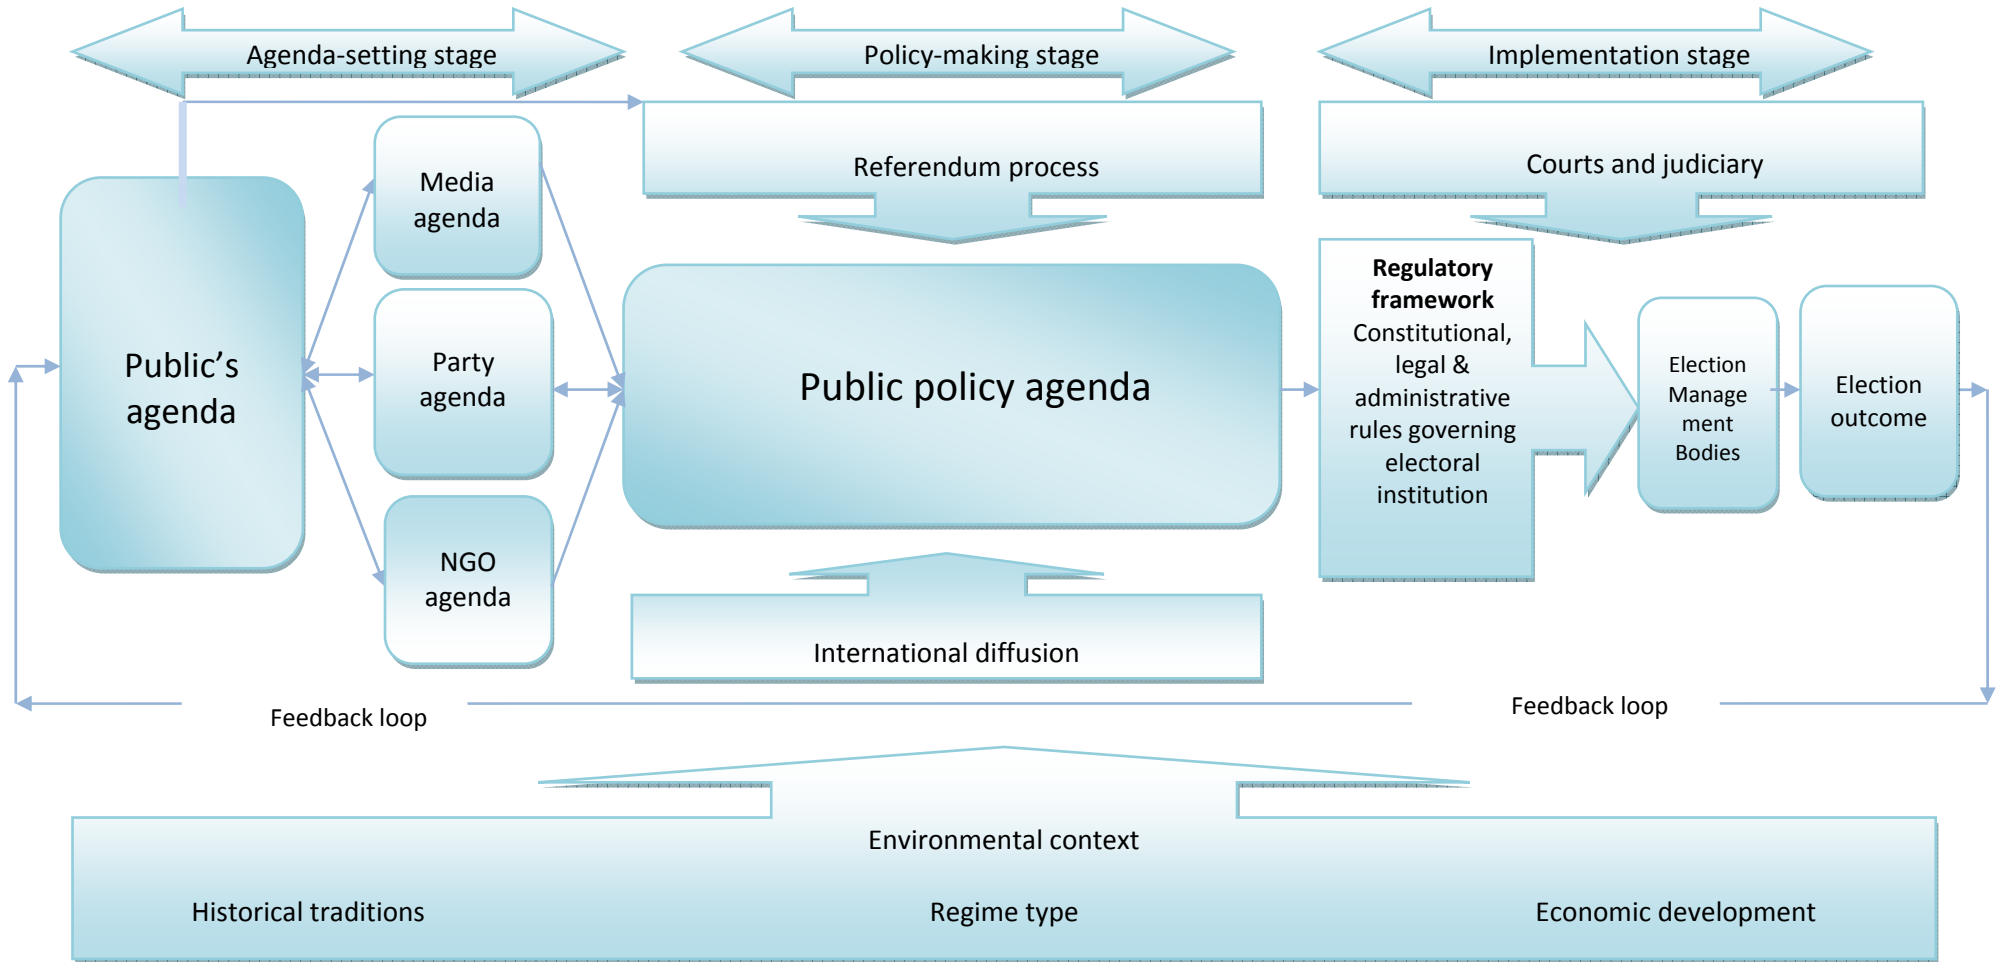 Agenda-setting stage
Policy-making stage
Implementation stage
Referendum process
Courts and judiciary
Media
agenda
Public’s
agenda
Party
agenda
NGO
agenda
Public policy agenda
Regulatory
framework
Constitutional,
legal &
administrative
rules governing
electoral
institution
Election
Manage
ment
Bodies
Election
outcome
International diffusion
Feedback loop
Feedback loop
Environmental context
Historical traditions
Regime type
Economic development